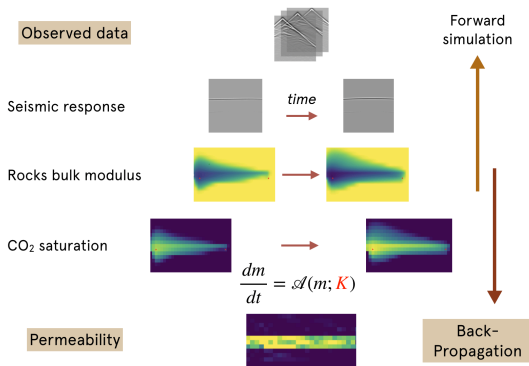 Observed data
Forward
simulation
Seismic response
time
Rocks bulk modulus
CO₂ saturation
dm/dt = 𝒜(m; K)
Permeability
Back-
Propagation